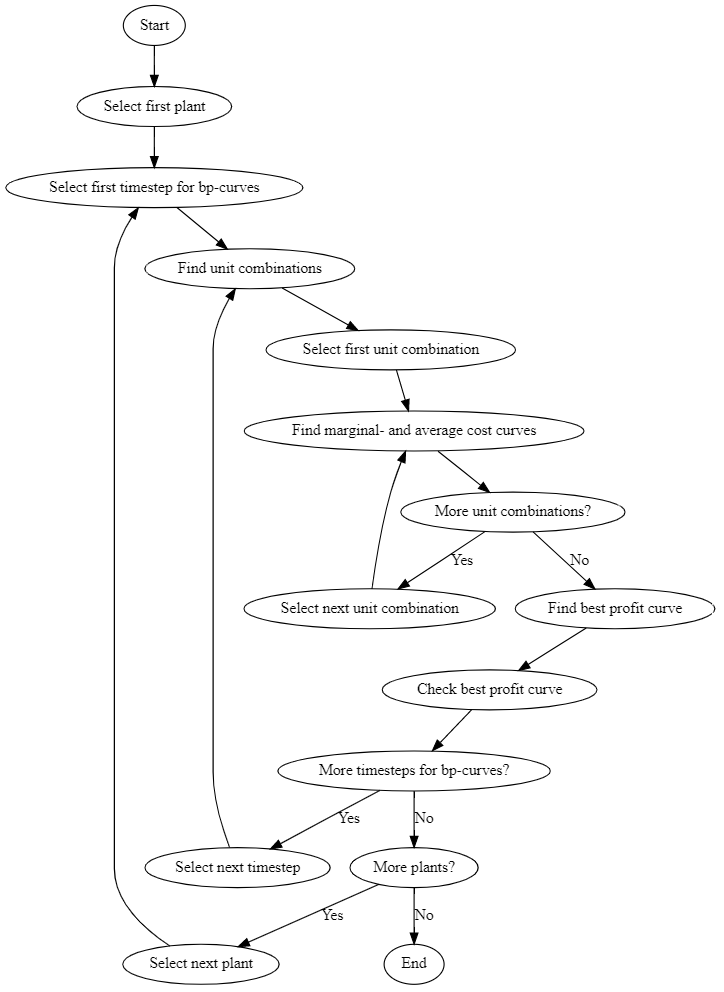 Start
Select first plant
Select first timestep for bp-curves
Find unit combinations
Select first unit combination
Find marginal- and average cost curves
More unit combinations?
Yes
No
Select next unit combination
Find best profit curve
Check best profit curve
More timesteps for bp-curves?
Yes
No
Select next timestep
More plants?
Yes
No
Select next plant
End